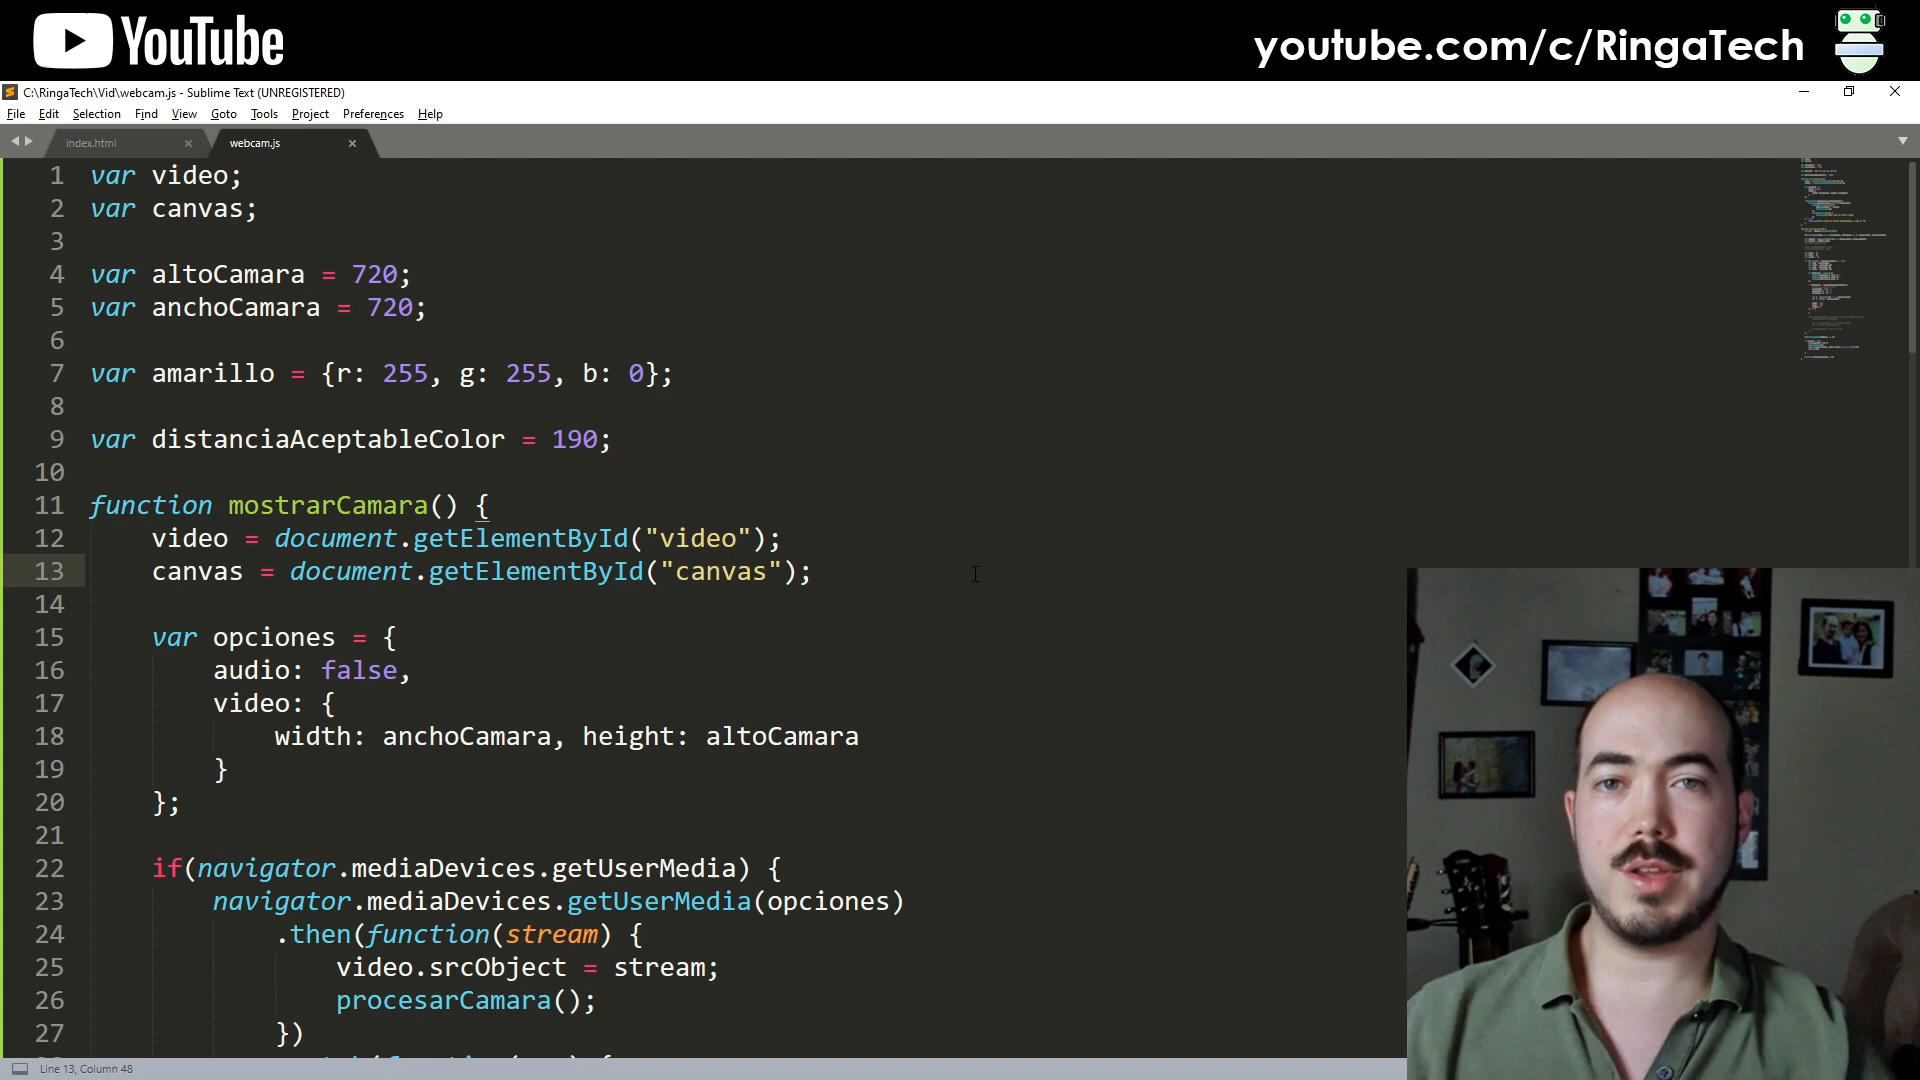 YouTube
youtube.com/c/RingaTech
C:\RingaTech\Vid\webcam.js - Sublime Text (UNREGISTERED)
File Edit Selection Find View Goto Tools Project Preferences Help
index.html webcam.js
1 var video;
2 var canvas;
3
4 var altoCamara = 720;
5 var anchoCamara = 720;
6
7 var amarillo = {r: 255, g: 255, b: 0};
8
9 var distanciaAceptableColor = 190;
10
11 function mostrarCamara() {
12 video = document.getElementById("video");
13 canvas = document.getElementById("canvas");
14
15 var opciones = {
16 audio: false,
17 video: {
18 width: anchoCamara, height: altoCamara
19 }
20 };
21
22 if(navigator.mediaDevices.getUserMedia) {
23 navigator.mediaDevices.getUserMedia(opciones)
24 .then(function(stream) {
25 video.srcObject = stream;
26 procesarCamara();
27 })
Line 13, Column 48